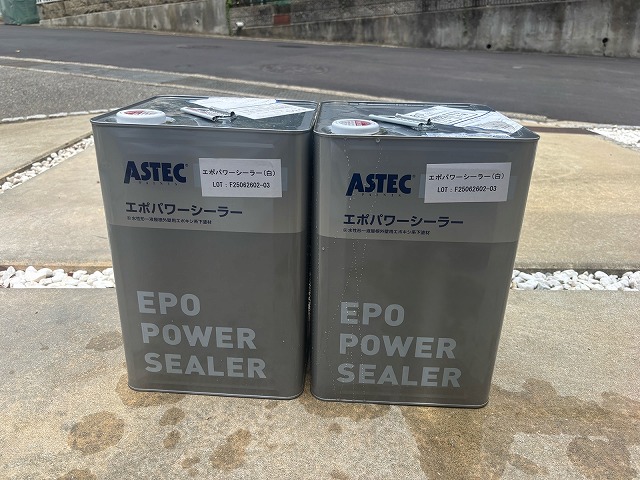 ASTEC
エポパワーシーラー(白)
LOT : F25062602-03
エポパワーシーラー
EPO
POWER
SEALER
ASTEC
エポパワーシーラー(白)
LOT : F25062602-03
エポパワーシーラー
EPO
POWER
SEALER